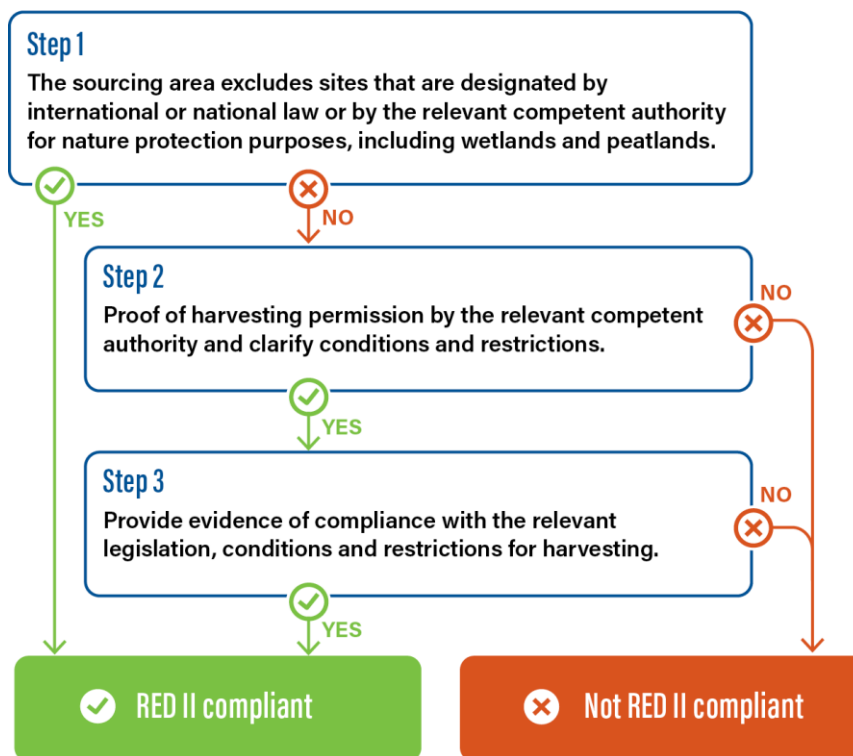 Step 1
The sourcing area excludes sites that are designated by
international or national law or by the relevant competent authority
for nature protection purposes, including wetlands and peatlands.
YES
NO
Step 2
Proof of harvesting permission by the relevant competent
authority and clarify conditions and restrictions.
NO
YES
Step 3
Provide evidence of compliance with the relevant
legislation, conditions and restrictions for harvesting.
NO
YES
RED II compliant
Not RED II compliant